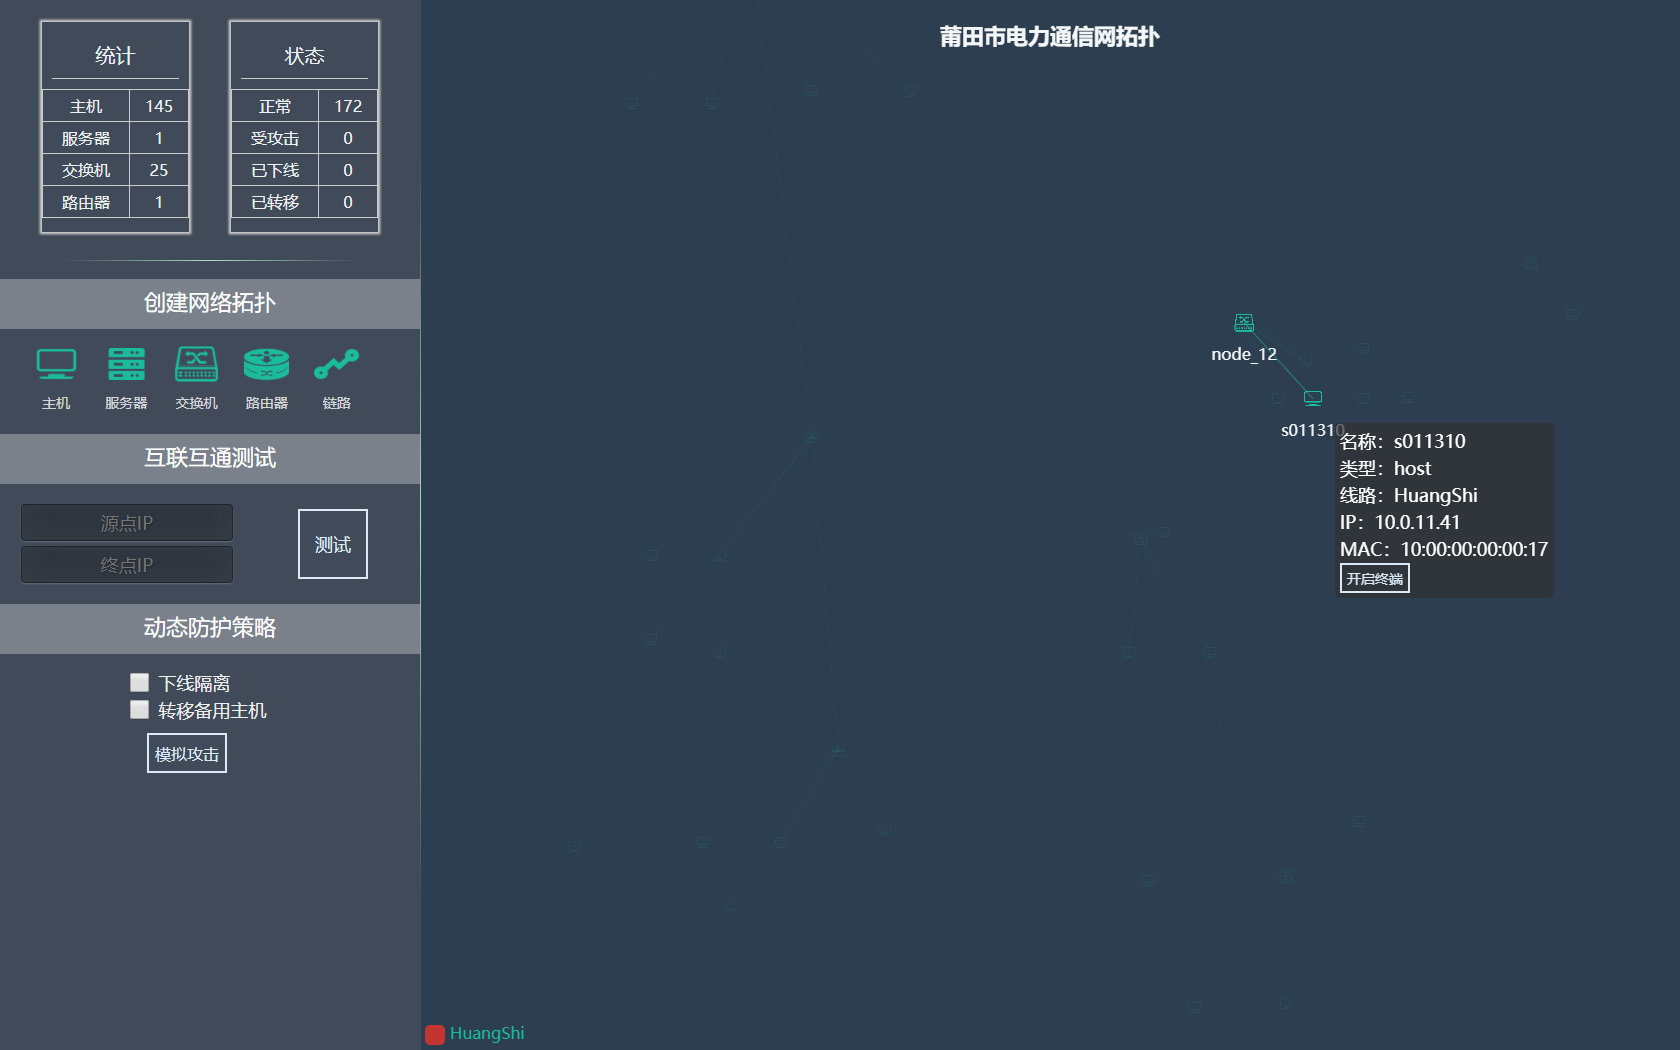 统计
主机 145
服务器 1
交换机 25
路由器 1
状态
正常 172
受攻击 0
已下线 0
已转移 0
创建网络拓扑
主机 服务器 交换机 路由器 链路
互联互通测试
源点IP
终点IP
测试
动态防护策略
下线隔离
转移备用主机
模拟攻击
莆田市电力通信网拓扑
node_12
s011310
名称：s011310
类型：host
线路：HuangShi
IP：10.0.11.41
MAC：10:00:00:00:00:17
开启终端
HuangShi